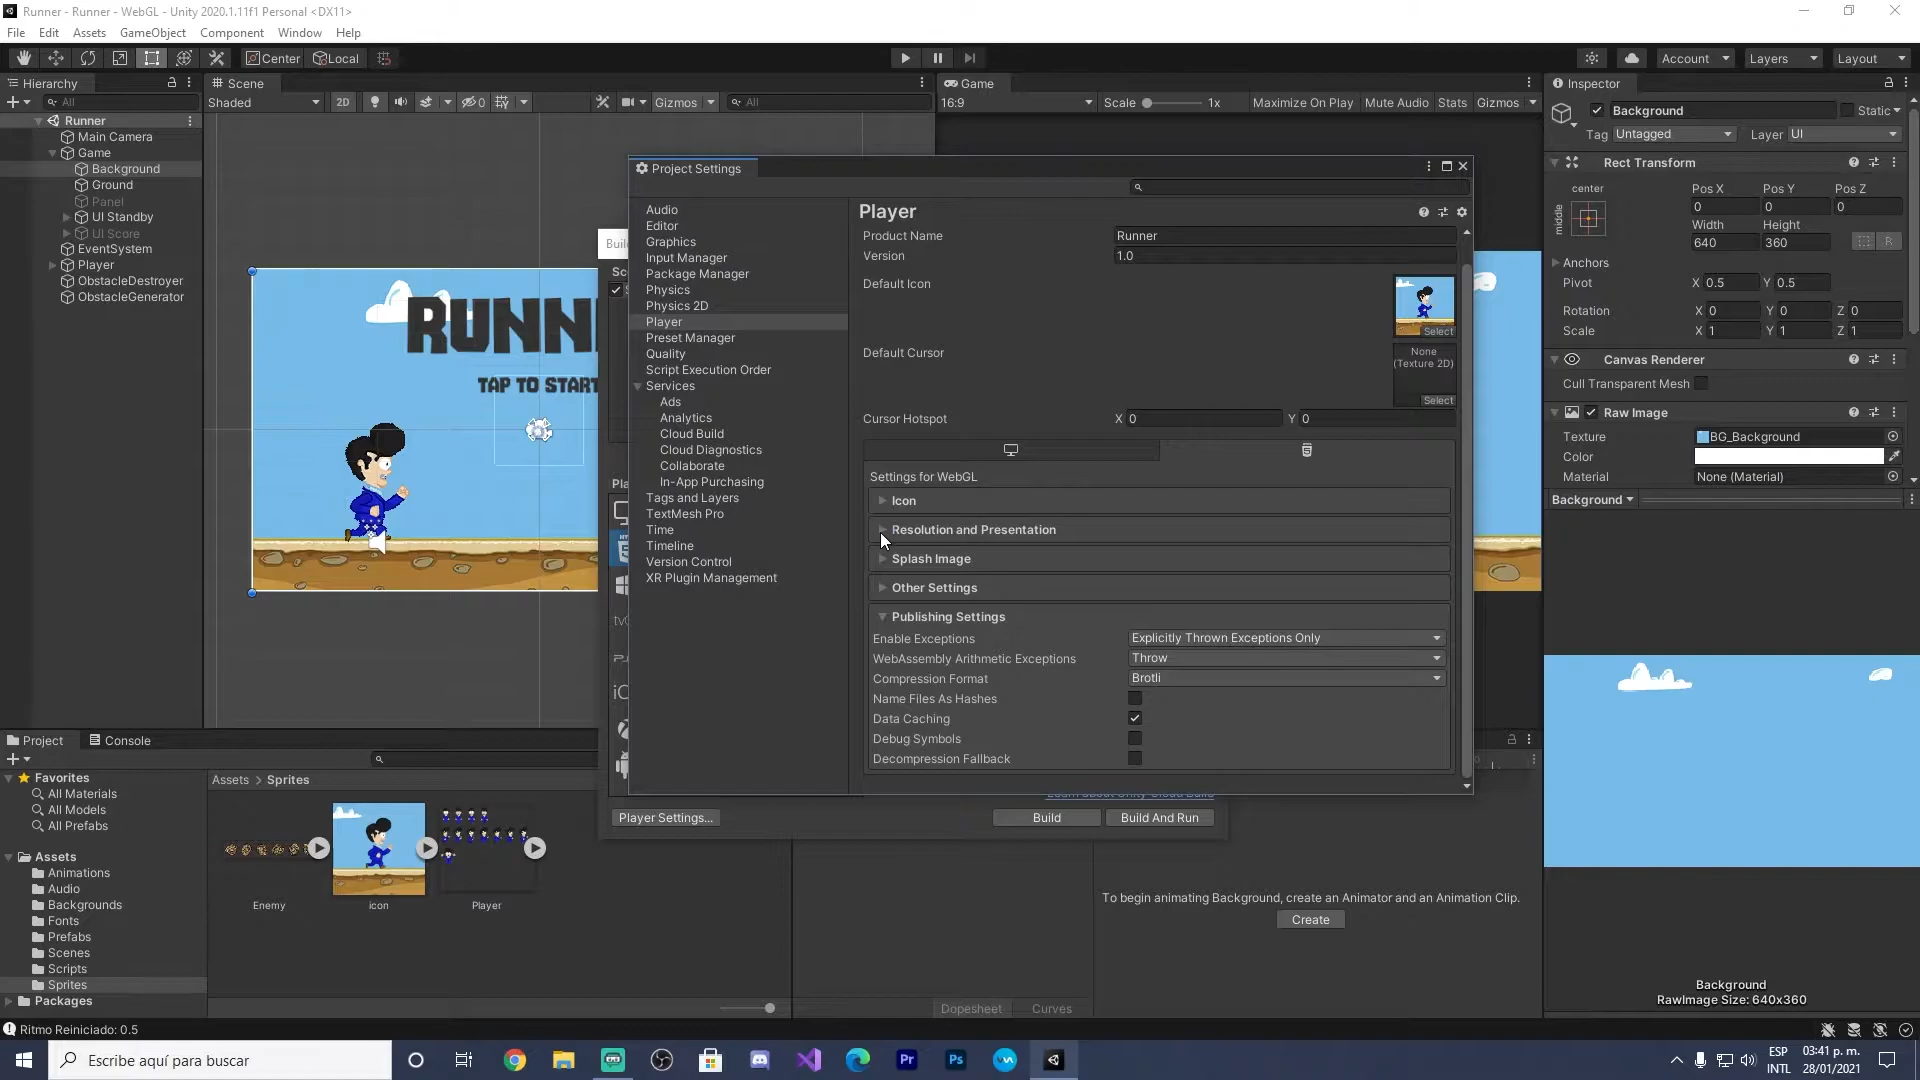 Runner - Runner - WebGL - Unity 2020.1.11f1 Personal <DX11>
File Edit Assets GameObject Component Window Help
Center Local Account Layers Layout
Hierarchy Scene Game Inspector
All Shaded 2D 0 Gizmos All 16:9 Scale 1x Maximize On Play Mute Audio Stats Gizmos
Runner
Main Camera
Game
Background
Ground
Panel
UI Standby
UI Score
EventSystem
Player
ObstacleDestroyer
ObstacleGenerator
RUNN
TAP TO START
Buil
Sc
Pla
Project Settings
Audio
Editor
Graphics
Input Manager
Package Manager
Physics
Physics 2D
Player
Preset Manager
Quality
Script Execution Order
Services
Ads
Analytics
Cloud Build
Cloud Diagnostics
Collaborate
In-App Purchasing
Tags and Layers
TextMesh Pro
Time
Timeline
Version Control
XR Plugin Management
Player
Product Name Runner
Version 1.0
Default Icon
Select
Default Cursor
None
(Texture 2D)
Select
Cursor Hotspot X 0 Y 0
Settings for WebGL
Icon
Resolution and Presentation
Splash Image
Other Settings
Publishing Settings
Enable Exceptions Explicitly Thrown Exceptions Only
WebAssembly Arithmetic Exceptions Throw
Compression Format Brotli
Name Files As Hashes
Data Caching
Debug Symbols
Decompression Fallback
Learn about Unity Cloud Build
Player Settings... Build Build And Run
Background Static
Tag Untagged Layer UI
Rect Transform
center Pos X Pos Y Pos Z
middle 0 0 0
Width Height
640 360
R
Anchors
Pivot X 0.5 Y 0.5
Rotation X 0 Y 0 Z 0
Scale X 1 Y 1 Z 1
Canvas Renderer
Cull Transparent Mesh
Raw Image
Texture BG_Background
Color
Material None (Material)
Background
Background
RawImage Size: 640x360
Project Console
Favorites
All Materials
All Models
All Prefabs
Assets
Animations
Audio
Backgrounds
Fonts
Prefabs
Scenes
Scripts
Sprites
Packages
Assets > Sprites
Enemy icon Player
To begin animating Background, create an Animator and an Animation Clip.
Create
Dopesheet Curves
Ritmo Reiniciado: 0.5
Escribe aquí para buscar
Pr Ps
ESP
INTL
03:41 p. m.
28/01/2021